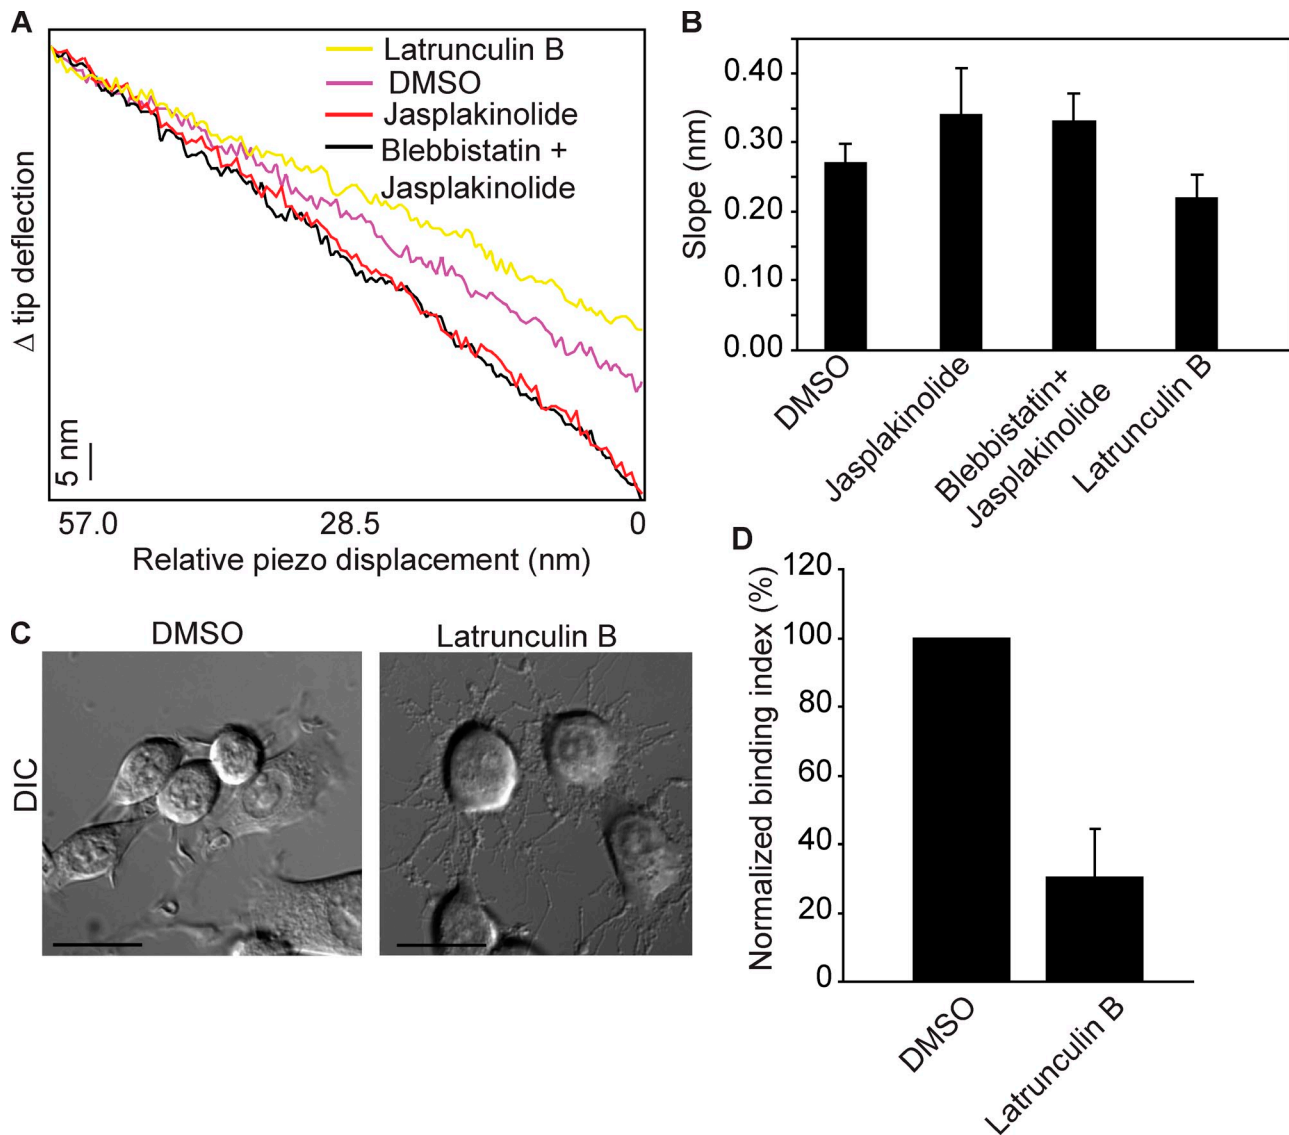 A
Latrunculin B
DMSO
Jasplakinolide
Blebbistatin +
Jasplakinolide
Δ tip deflection
5 nm
57.0
28.5
0
Relative piezo displacement (nm)
B
Slope (nm)
0.40
0.30
0.20
0.10
0.00
DMSO
Jasplakinolide
Blebbistatin+
Jasplakinolide
Latrunculin B
C
DMSO
Latrunculin B
DIC
D
Normalized binding index (%)
120
100
80
60
40
20
0
DMSO
Latrunculin B